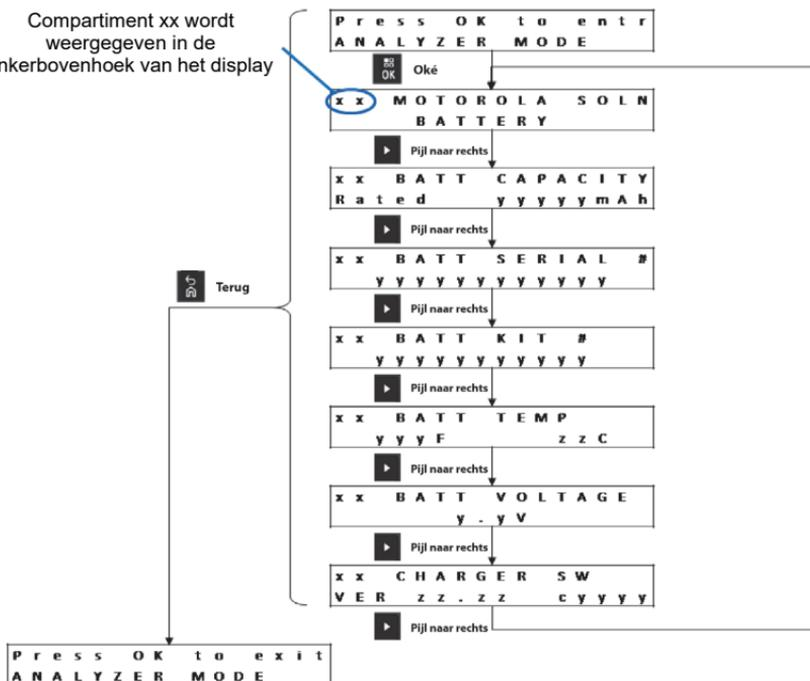 Compartiment xx wordt
weergegeven in de
nkerbovenhoek van het display
Press OK to entr
ANALYZER MODE
OK
Oké
xx MOTOROLA SOLN
BATTERY
Pijl naar rechts
xx BATT CAPACITY
Rated yyyyymAh
Pijl naar rechts
xx BATT SERIAL #
yyyyyyyyyyyy
Pijl naar rechts
xx BATT KIT #
yyyyyyyyyyy
Pijl naar rechts
xx BATT TEMP
yyyF zzC
Pijl naar rechts
xx BATT VOLTAGE
y.yV
Pijl naar rechts
xx CHARGER SW
VER zz.zz cyyyy
Pijl naar rechts
Terug
Press OK to exit
ANALYZER MODE